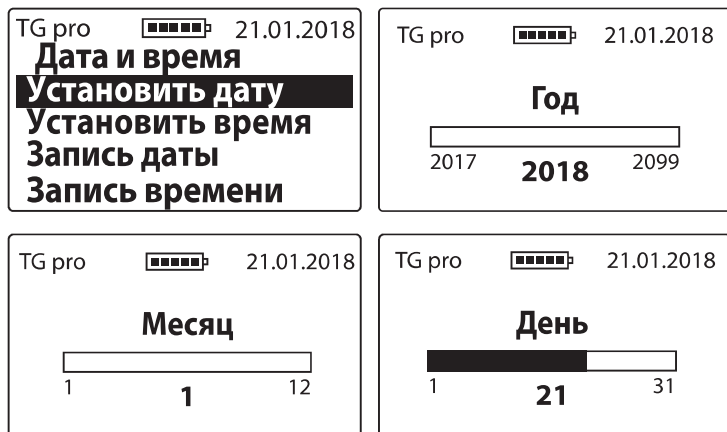 TG pro 21.01.2018
Дата и время
Установить дату
Установить время
Запись даты
Запись времени
TG pro 21.01.2018
Год
2017 2018 2099
TG pro 21.01.2018
Месяц
1 1 12
TG pro 21.01.2018
День
1 21 31